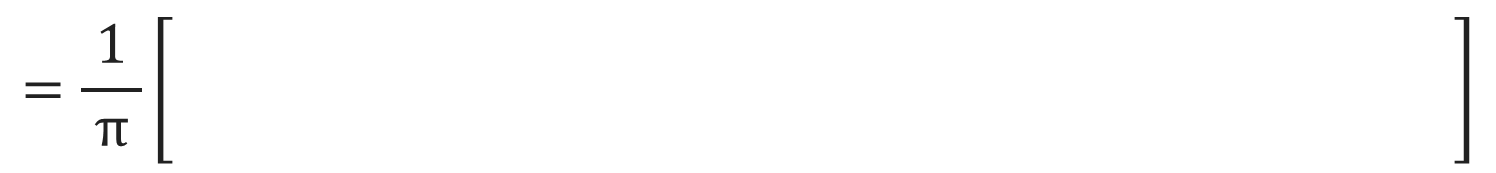 = 1/π [ ]